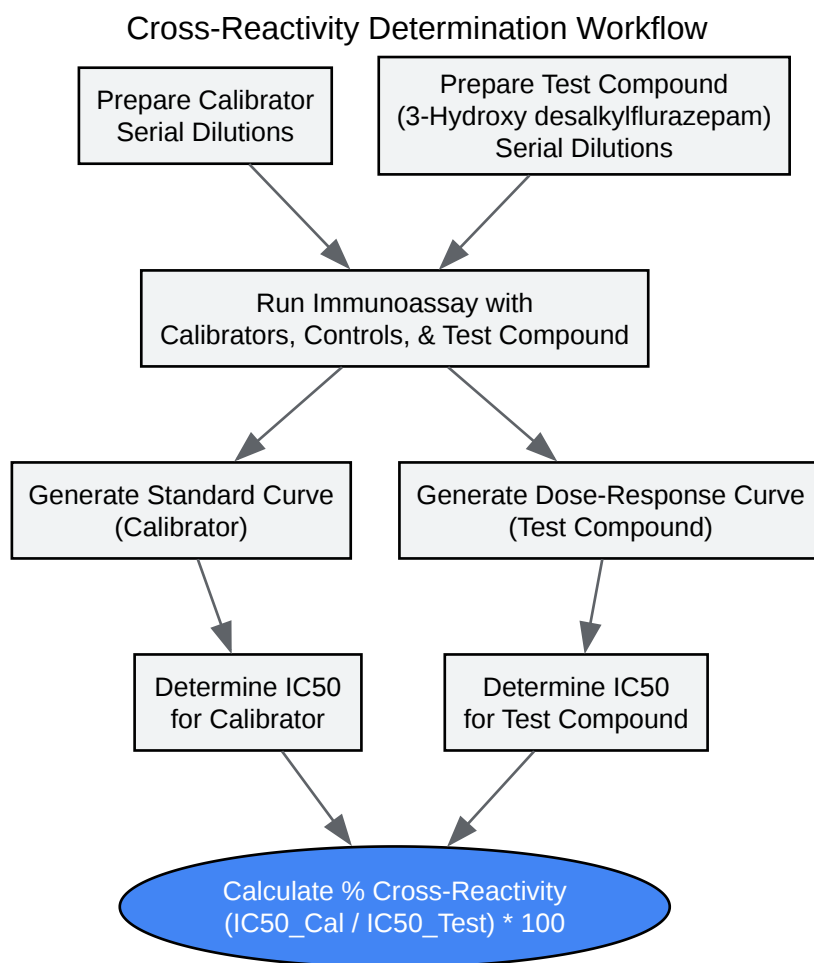 Cross-Reactivity Determination Workflow
Prepare Calibrator
Serial Dilutions
Prepare Test Compound
(3-Hydroxy desalkylflurazepam)
Serial Dilutions
Run Immunoassay with
Calibrators, Controls, & Test Compound
Generate Standard Curve
(Calibrator)
Generate Dose-Response Curve
(Test Compound)
Determine IC50
for Calibrator
Determine IC50
for Test Compound
Calculate % Cross-Reactivity
(IC50_Cal / IC50_Test) * 100